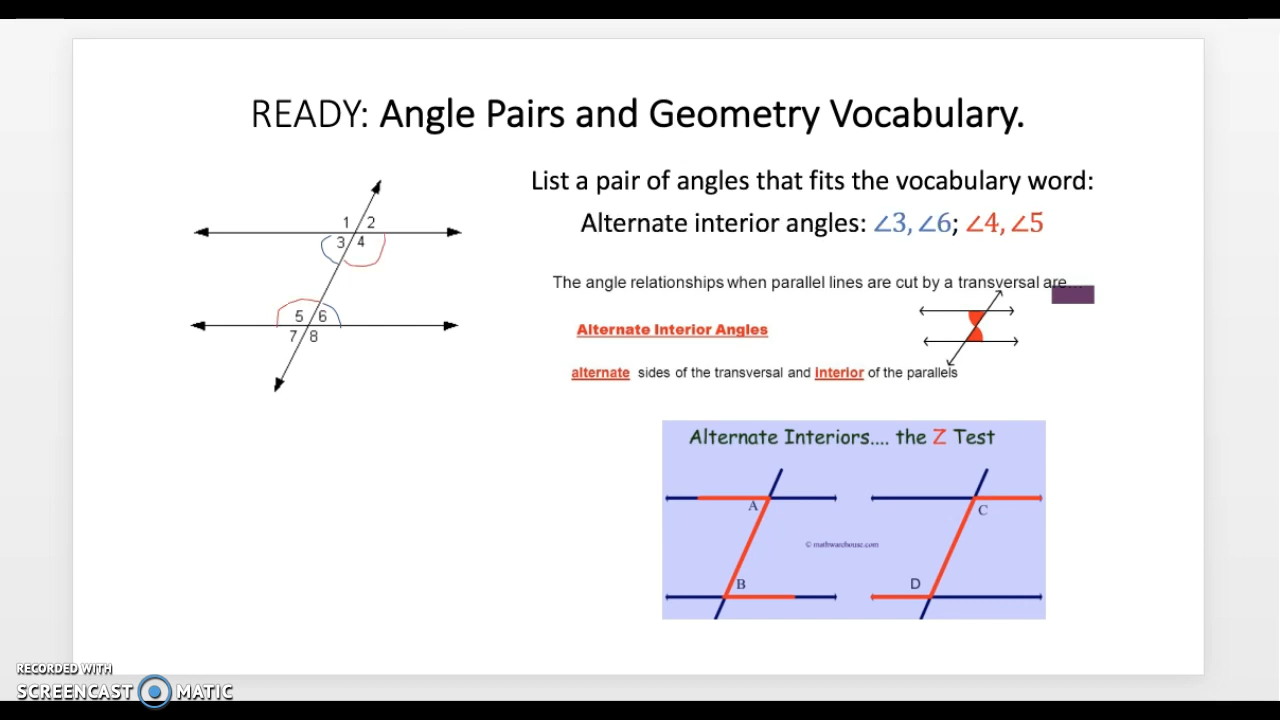 READY: Angle Pairs and Geometry Vocabulary.
List a pair of angles that fits the vocabulary word:
Alternate interior angles: ∠3, ∠6; ∠4, ∠5
1 2
3 4
5 6
7 8
The angle relationships when parallel lines are cut by a transversal are...
Alternate Interior Angles
alternate sides of the transversal and interior of the parallels
Alternate Interiors.... the Z Test
A
C
© mathwarehouse.com
B
D
RECORDED WITH
SCREENCAST MATIC